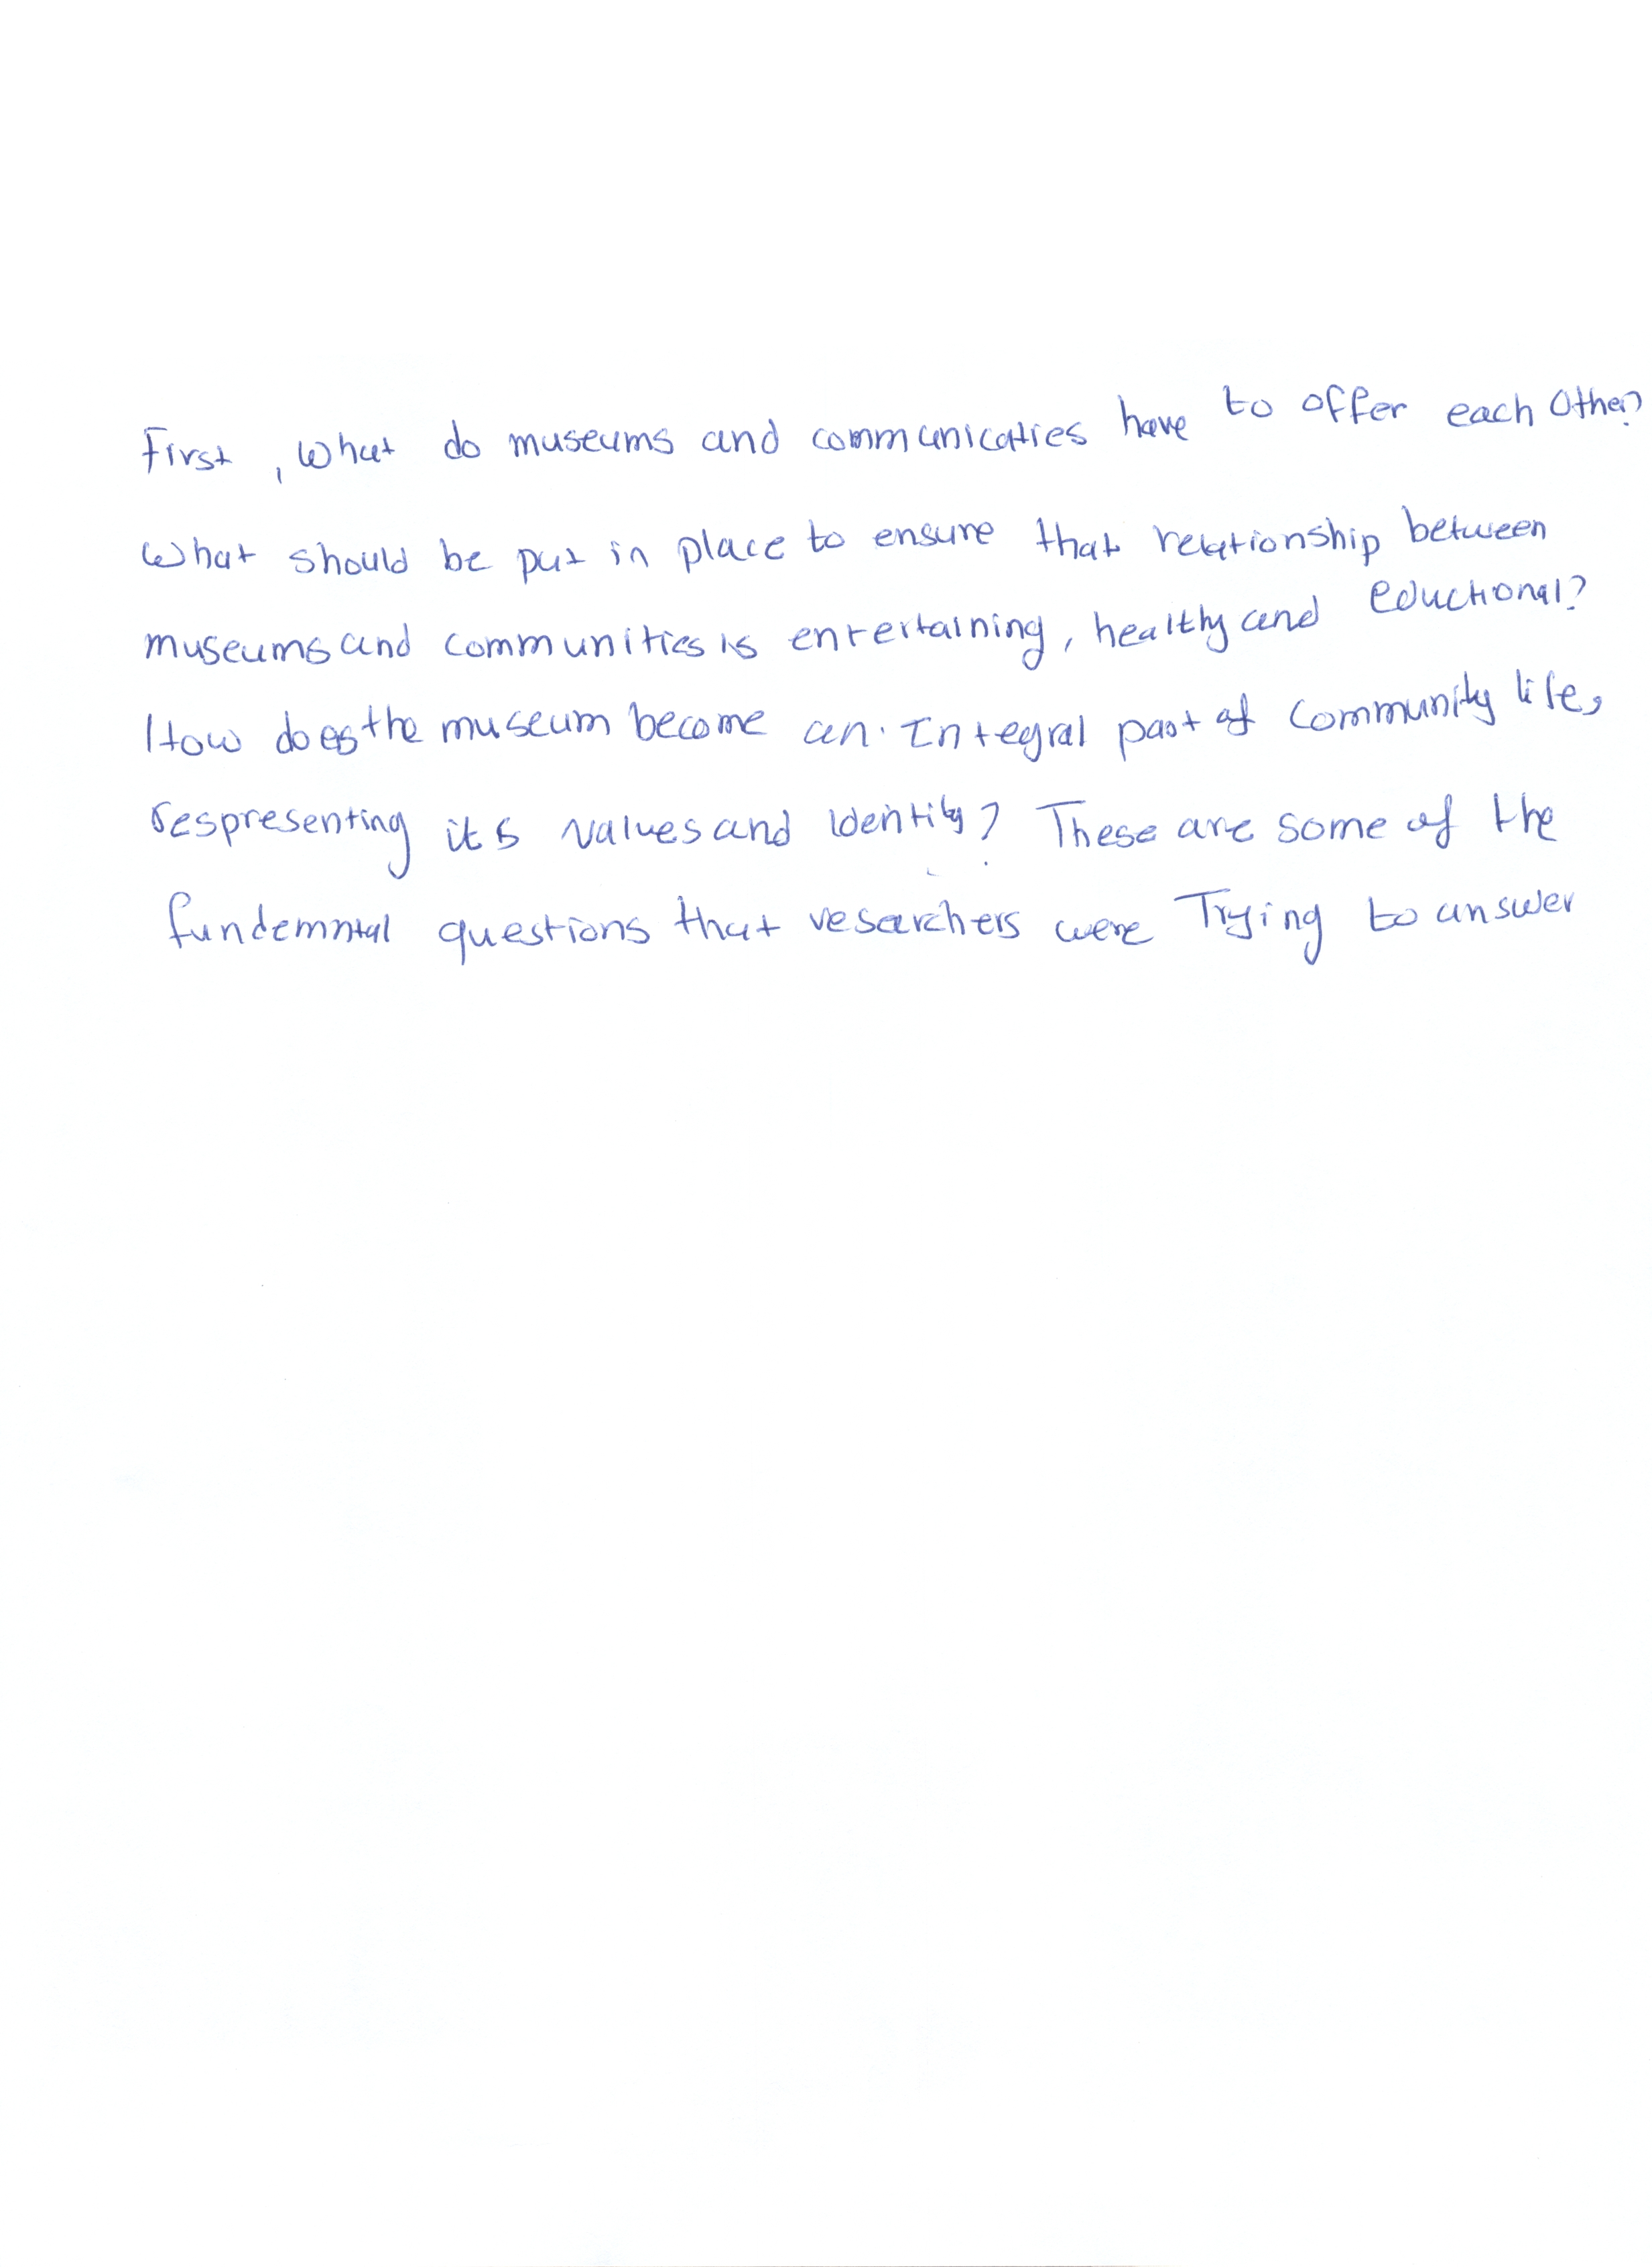 First, What do museums and communicaties have to offer each Other?
What should be put in place to ensure that relationship between
museums and communities is entertaining, healthy and eductional?
How does the museum become an. Integral part of Community life,
respresenting its values and Identity? These are some of the
fundemntal questions that resarchers were Trying to answer